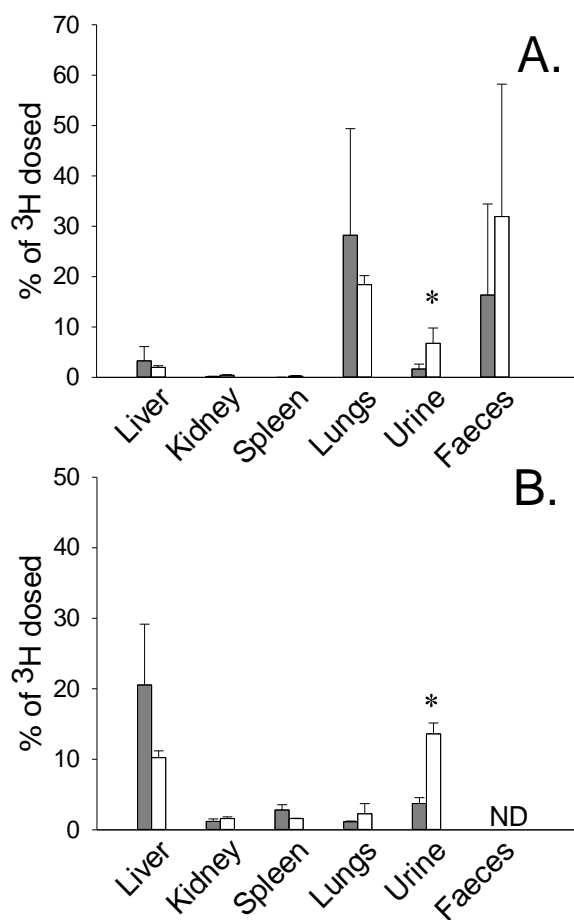 A.
% of ³H dosed
70
60
50
40
30
20
10
0
*
Liver
Kidney
Spleen
Lungs
Urine
Faeces
B.
% of ³H dosed
50
40
30
20
10
0
*
ND
Liver
Kidney
Spleen
Lungs
Urine
Faeces